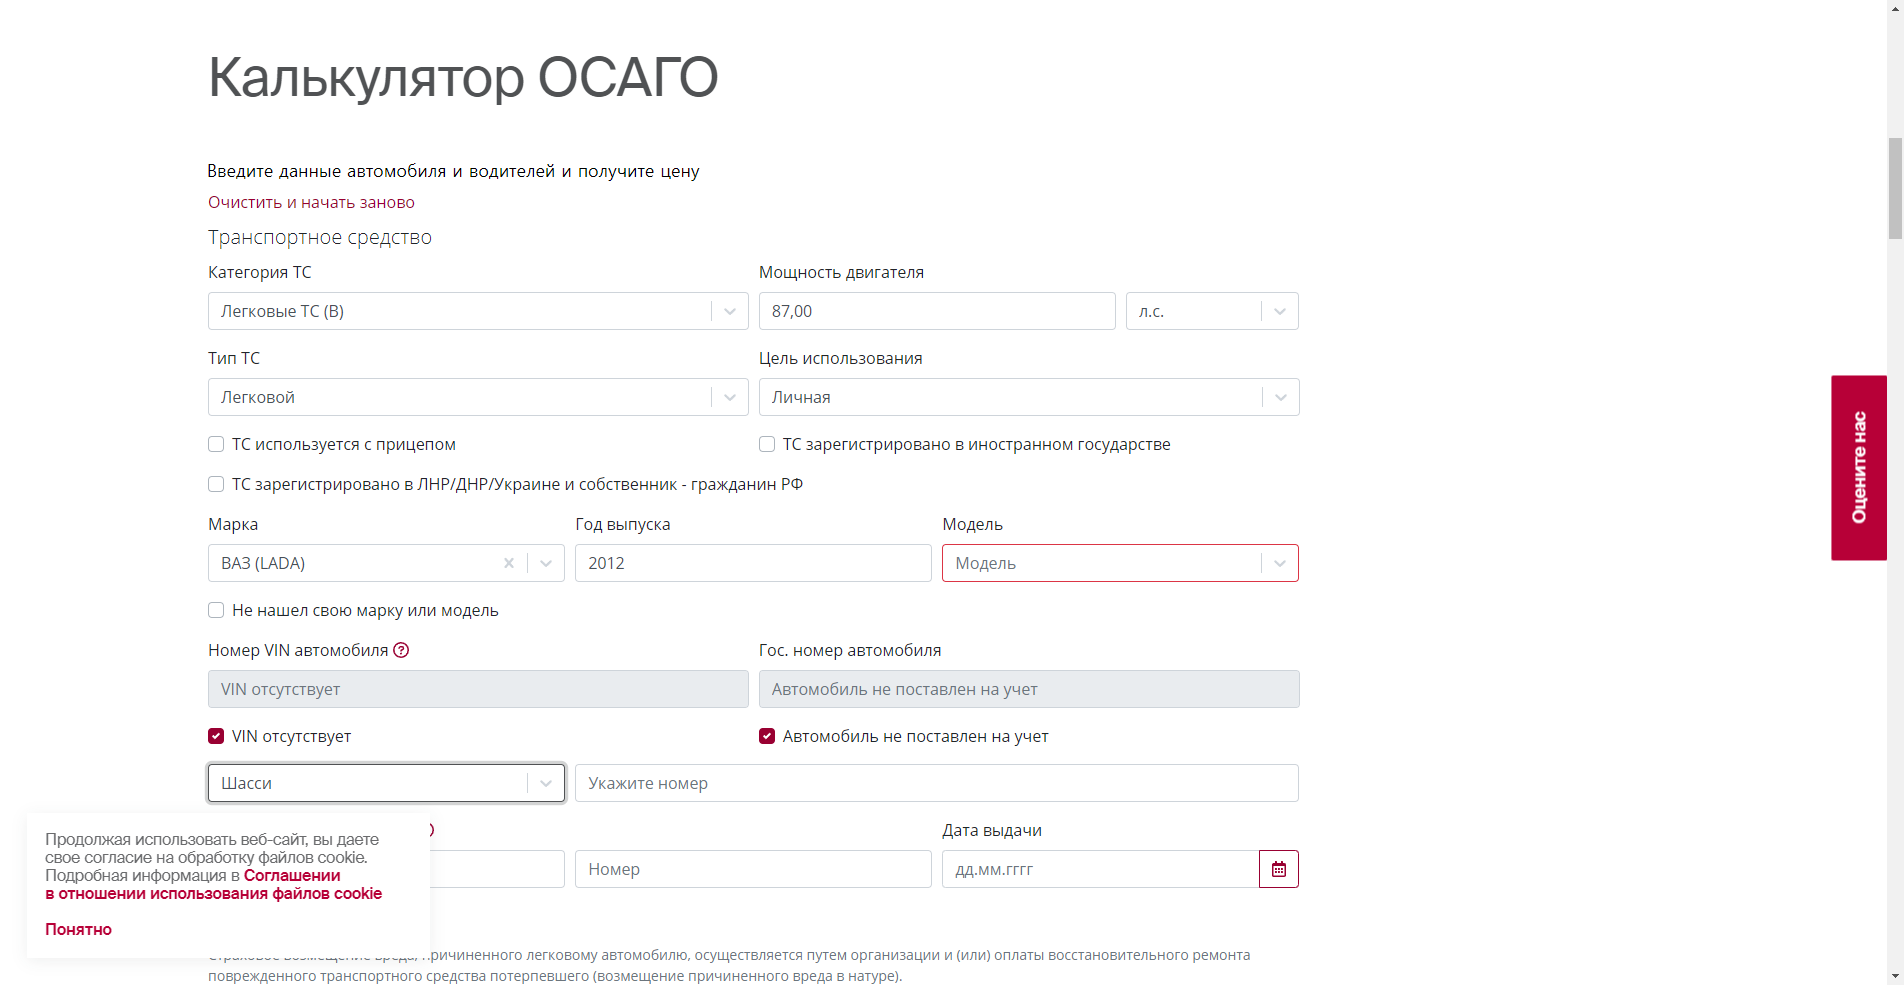 Калькулятор ОСАГО
Введите данные автомобиля и водителей и получите цену
Очистить и начать заново
Транспортное средство
Категория ТС
Мощность двигателя
Легковые ТС (B)
87,00
л.с.
Тип ТС
Цель использования
Легковой
Личная
ТС используется с прицепом
ТС зарегистрировано в иностранном государстве
ТС зарегистрировано в ЛНР/ДНР/Украине и собственник - гражданин РФ
Марка
Год выпуска
Модель
ВАЗ (LADA)
2012
Модель
Не нашел свою марку или модель
Номер VIN автомобиля
Гос. номер автомобиля
VIN отсутствует
Автомобиль не поставлен на учет
VIN отсутствует
Автомобиль не поставлен на учет
Шасси
Укажите номер
Дата выдачи
Номер
дд.мм.гггг
Продолжая использовать веб-сайт, вы даете
свое согласие на обработку файлов cookie.
Подробная информация в Соглашении
в отношении использования файлов cookie
Понятно
Страховое возмещение вреда, причиненного легковому автомобилю, осуществляется путем организации и (или) оплаты восстановительного ремонта
поврежденного транспортного средства потерпевшего (возмещение причиненного вреда в натуре).
Оцените нас